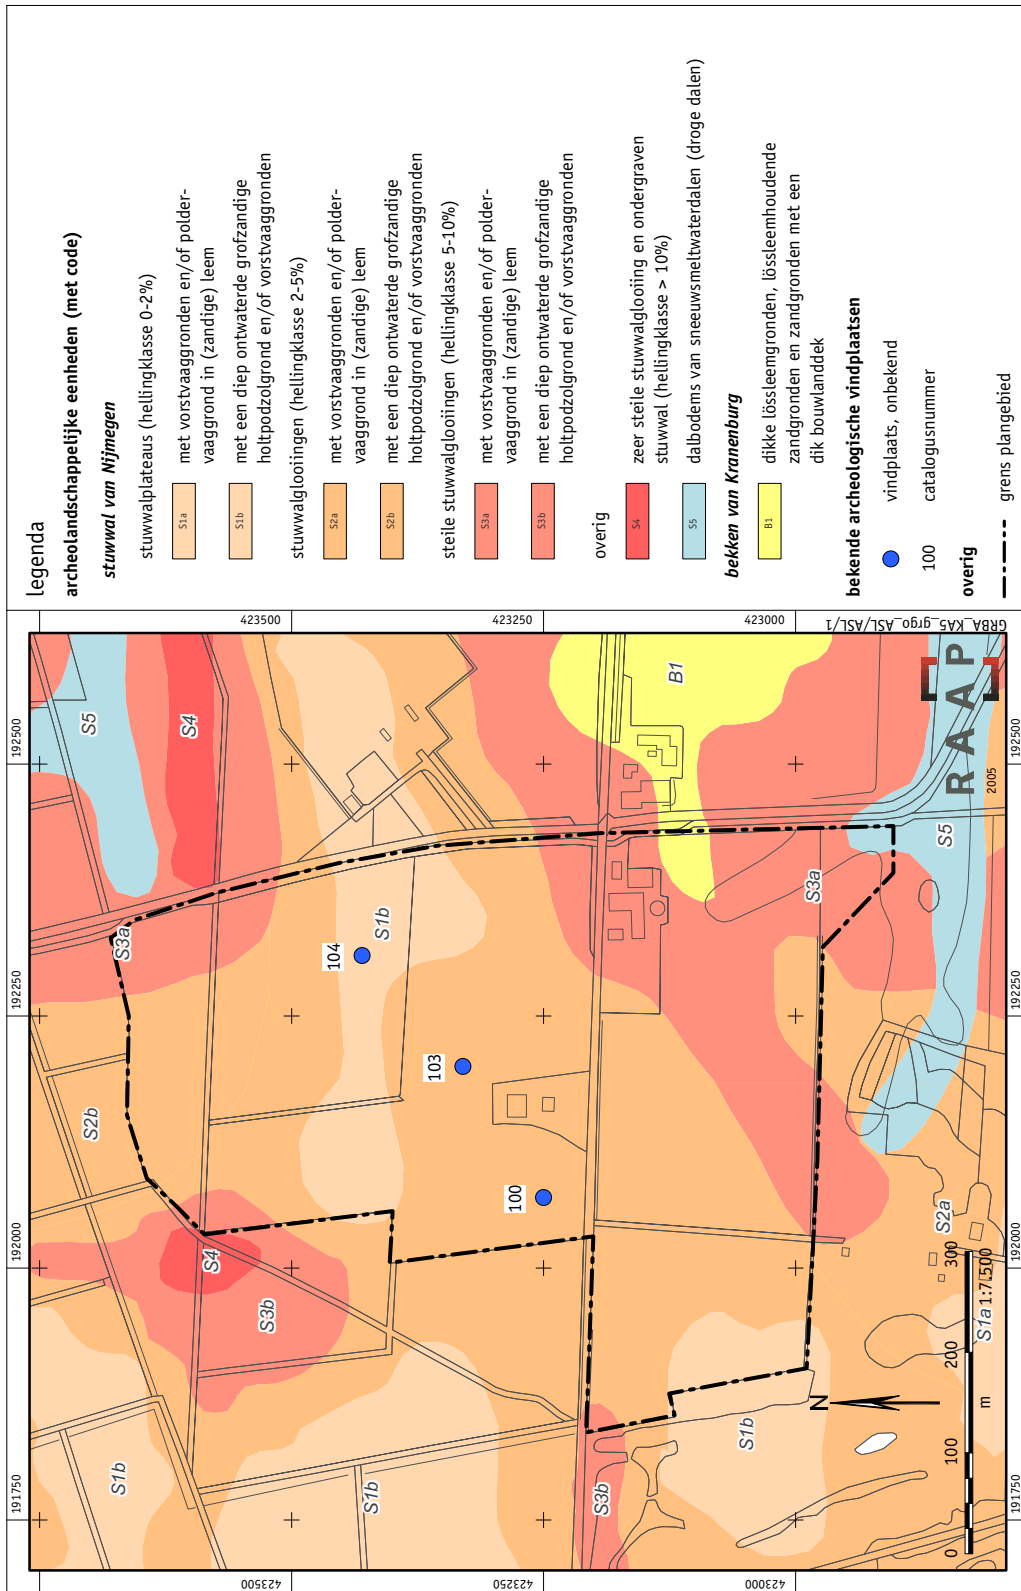 legenda
archeolandschappelijke eenheden (met code)
stuwwal van Nijmegen
stuwwalplateaus (hellingklasse 0-2%)
S1a
met vorstvaaggronden en/of polder-
vaaggrond in (zandige) leem
S1b
met een diep ontwaterde grofzandige
holtpodzolgrond en/of vorstvaaggronden
stuwwalglooiingen (hellingklasse 2-5%)
S2a
met vorstvaaggronden en/of polder-
vaaggrond in (zandige) leem
S2b
met een diep ontwaterde grofzandige
holtpodzolgrond en/of vorstvaaggronden
steile stuwwalglooiingen (hellingklasse 5-10%)
S3a
met vorstvaaggronden en/of polder-
vaaggrond in (zandige) leem
S3b
met een diep ontwaterde grofzandige
holtpodzolgrond en/of vorstvaaggronden
overig
S4
zeer steile stuwwalglooiing en ondergraven
stuwwal (hellingklasse > 10%)
S5
dalbodems van sneeuwsmeltwaterdalen (droge dalen)
bekken van Kranenburg
B1
dikke lössleemgronden, lössleemhoudende
zandgronden en zandgronden met een
dik bouwlanddek
bekende archeologische vindplaatsen
vindplaats, onbekend
100
catalogusnummer
overig
grens plangebied
191750
192000
192250
192500
423500
423250
423000
S1b
S1b
S3b
S4
S2b
S3a
S4
S5
S1b
104
103
100
B1
S3a
S5
S3b
S1b
S2a
S1a
N
0
100
200
300
m
1:7.500
RAAP
2005
GRBA_KA5_grgo_ASL/ASL/1
423500
423250
423000
191750
192000
192250
192500